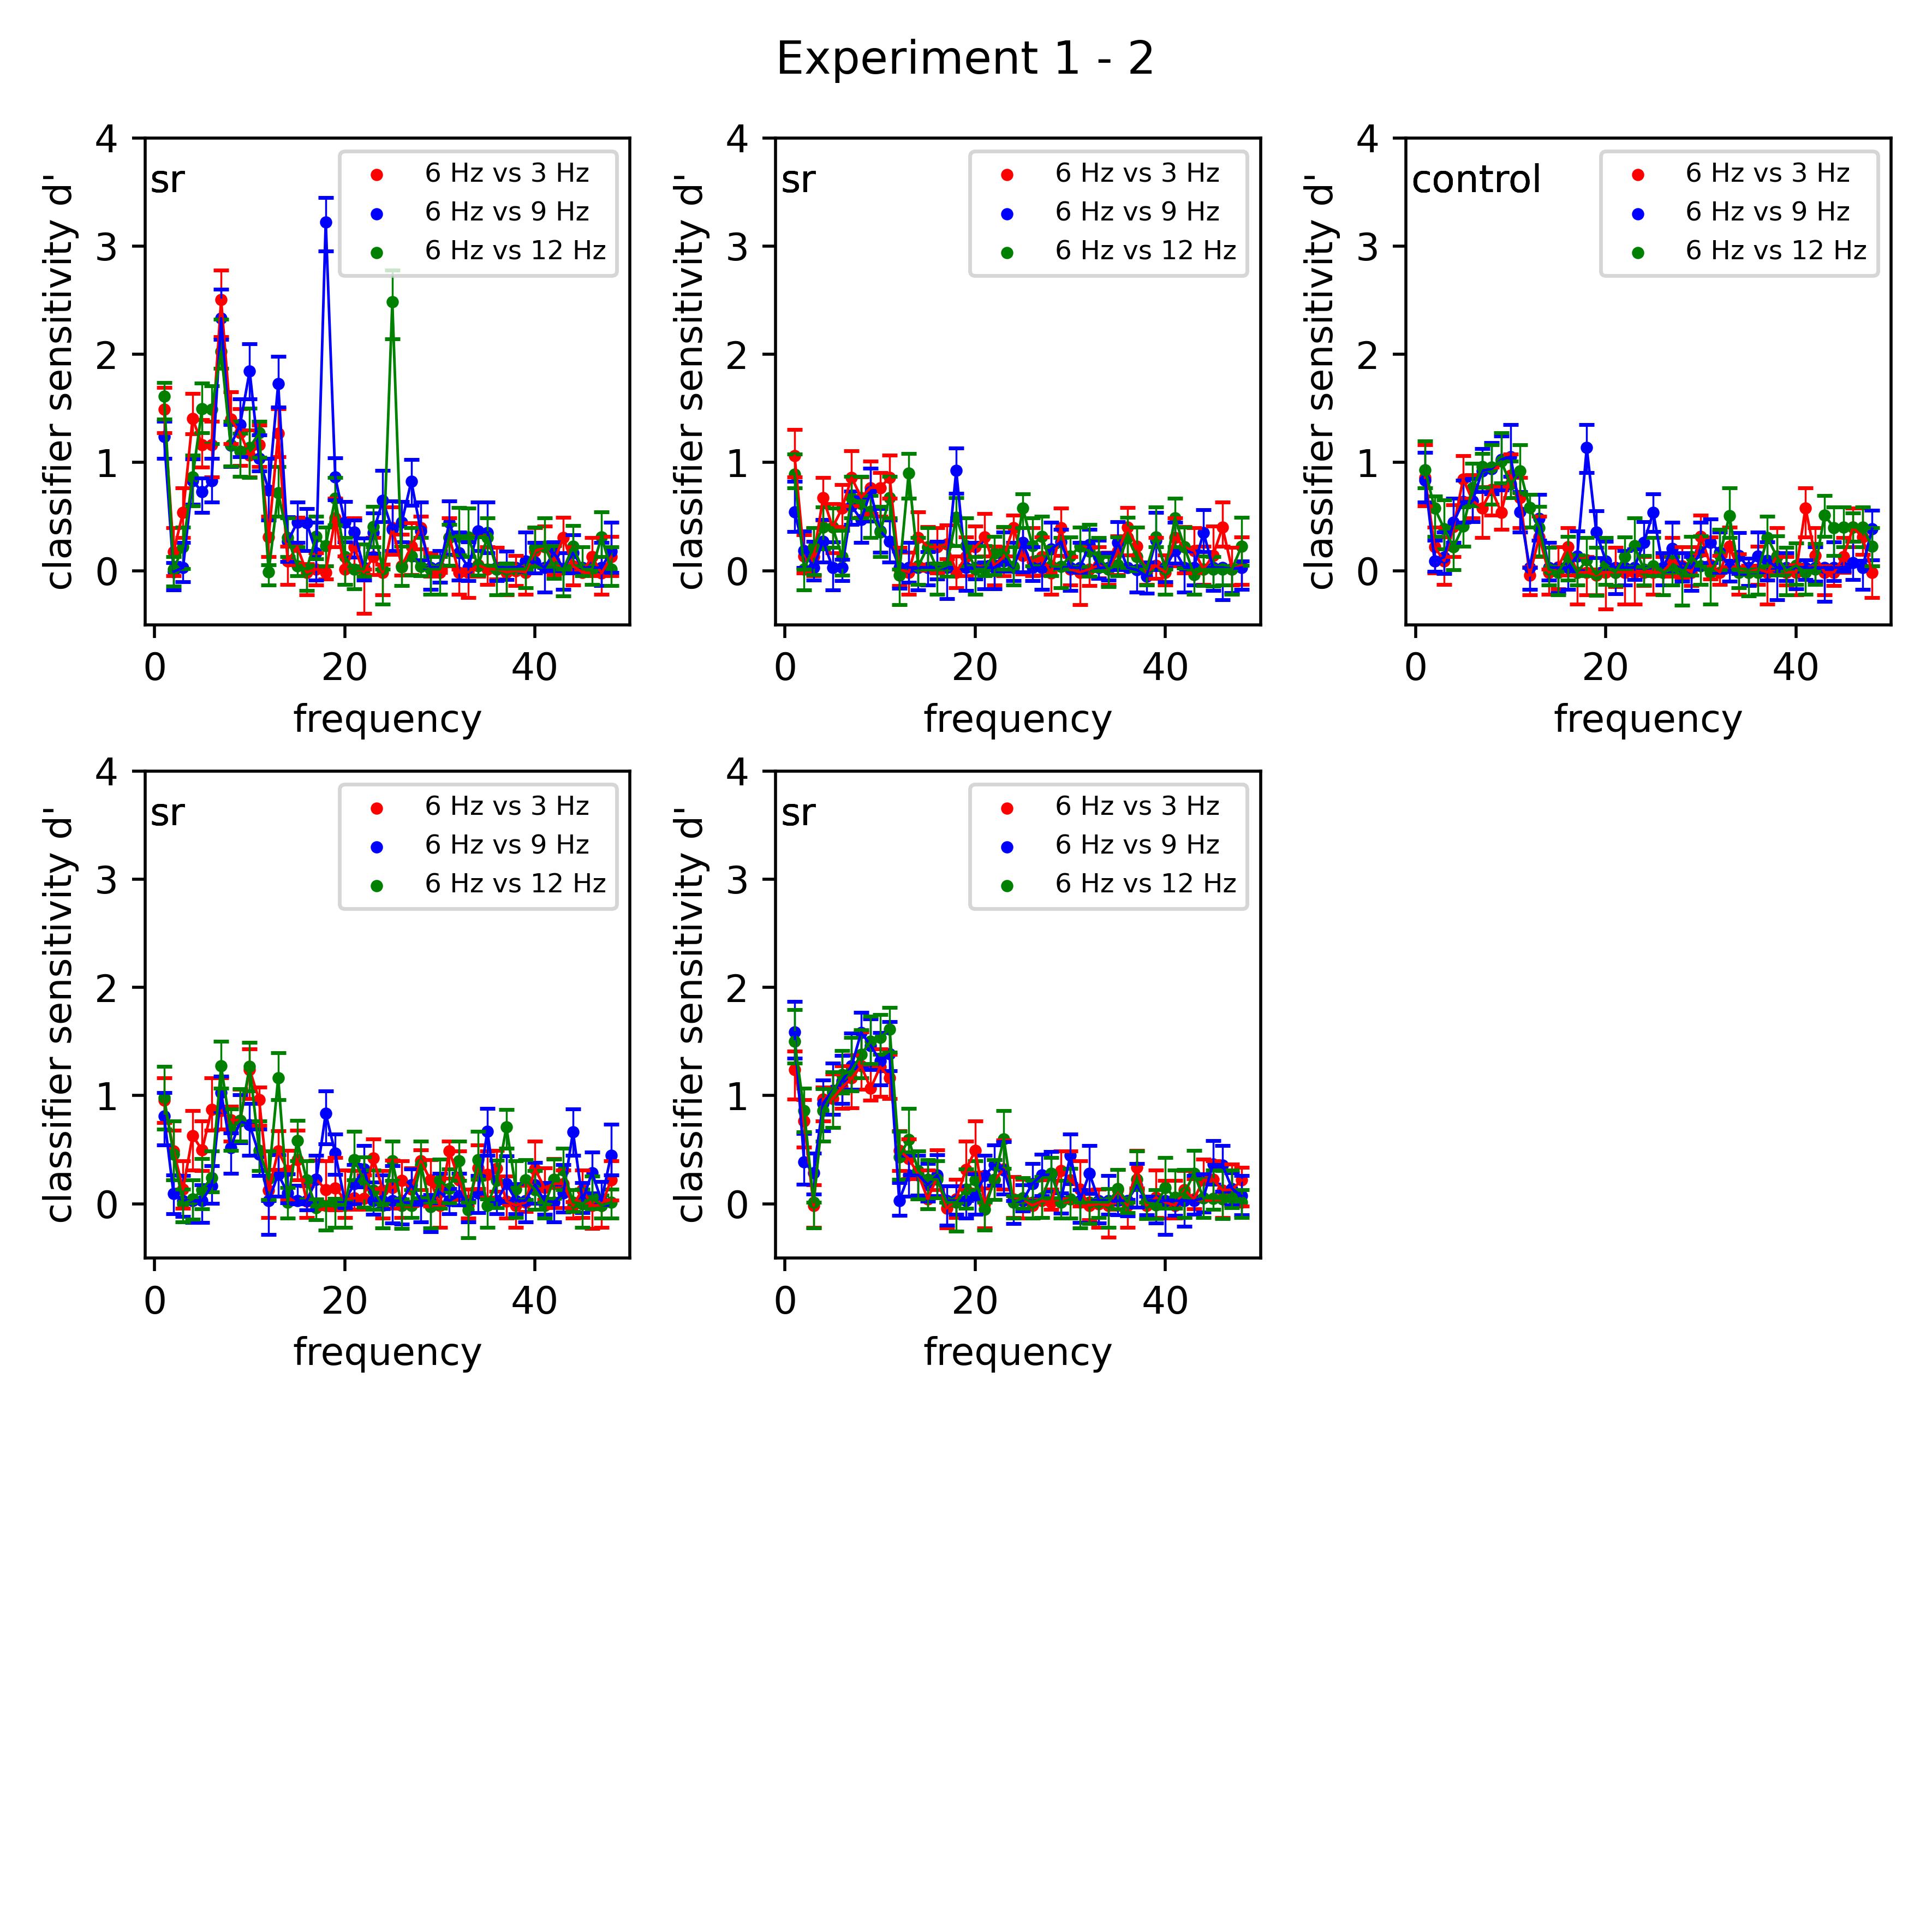 Experiment 1 - 2
4
3
2
1
0
classifier sensitivity d'
sr
6 Hz vs 3 Hz
6 Hz vs 9 Hz
6 Hz vs 12 Hz
0 20 40
frequency
4
3
2
1
0
classifier sensitivity d'
sr
6 Hz vs 3 Hz
6 Hz vs 9 Hz
6 Hz vs 12 Hz
0 20 40
frequency
4
3
2
1
0
classifier sensitivity d'
control
6 Hz vs 3 Hz
6 Hz vs 9 Hz
6 Hz vs 12 Hz
0 20 40
frequency
4
3
2
1
0
classifier sensitivity d'
sr
6 Hz vs 3 Hz
6 Hz vs 9 Hz
6 Hz vs 12 Hz
0 20 40
frequency
4
3
2
1
0
classifier sensitivity d'
sr
6 Hz vs 3 Hz
6 Hz vs 9 Hz
6 Hz vs 12 Hz
0 20 40
frequency